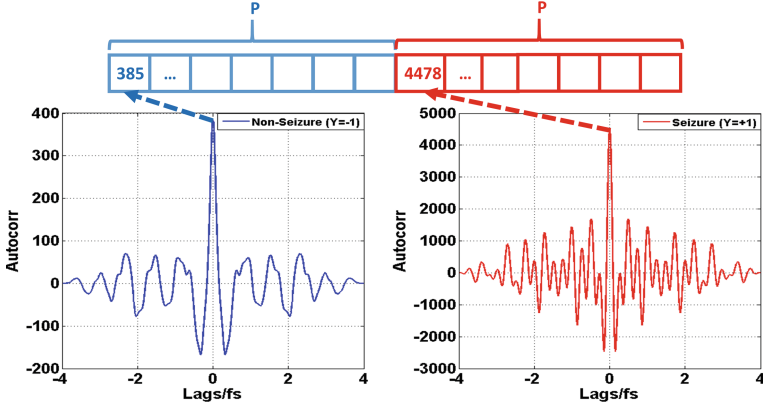 P P
385 ... 4478 ...
Non-Seizure (Y=-1)
400
300
200
100
0
-100
-200
Autocorr
-4 -2 0 2 4
Lags/fs
Seizure (Y=+1)
5000
4000
3000
2000
1000
0
-1000
-2000
-3000
Autocorr
-4 -2 0 2 4
Lags/fs